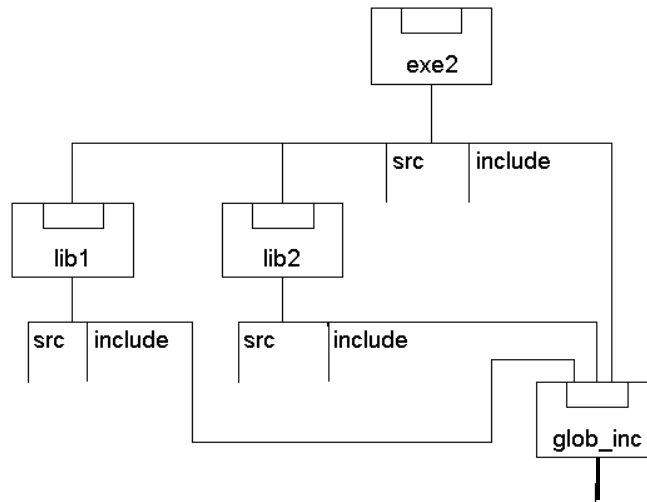 exe2
src include
lib1 lib2
src include src include
glob_inc